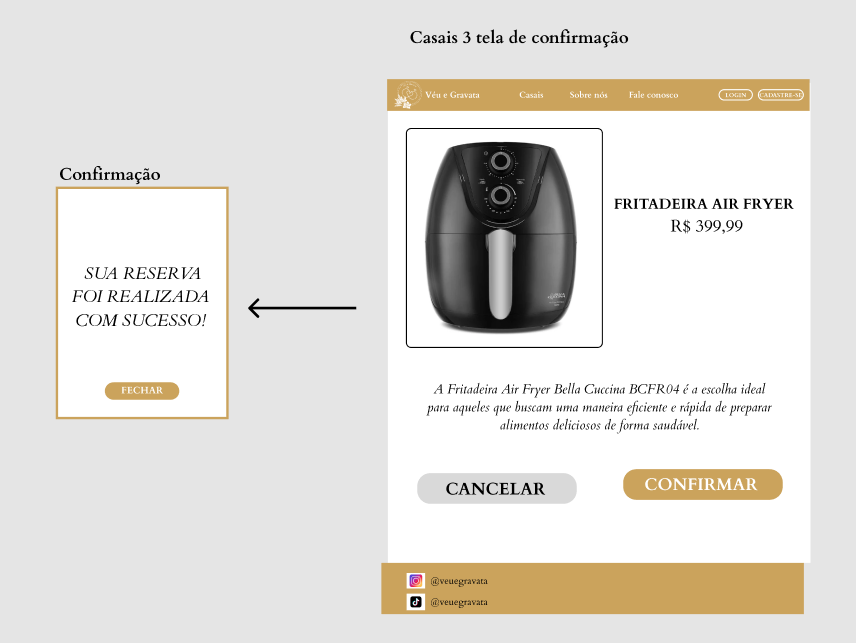 Casais 3 tela de confirmação
Véu e Gravata
Casais
Sobre nós
Fale conosco
LOGIN
CADASTRE-SE
Confirmação
SUA RESERVA
FOI REALIZADA
COM SUCESSO!
FECHAR
FRITADEIRA AIR FRYER
R$ 399,99
A Fritadeira Air Fryer Bella Cuccina BCFR04 é a escolha ideal
para aqueles que buscam uma maneira eficiente e rápida de preparar
alimentos deliciosos de forma saudável.
CANCELAR
CONFIRMAR
@veuegravata
@veuegravata